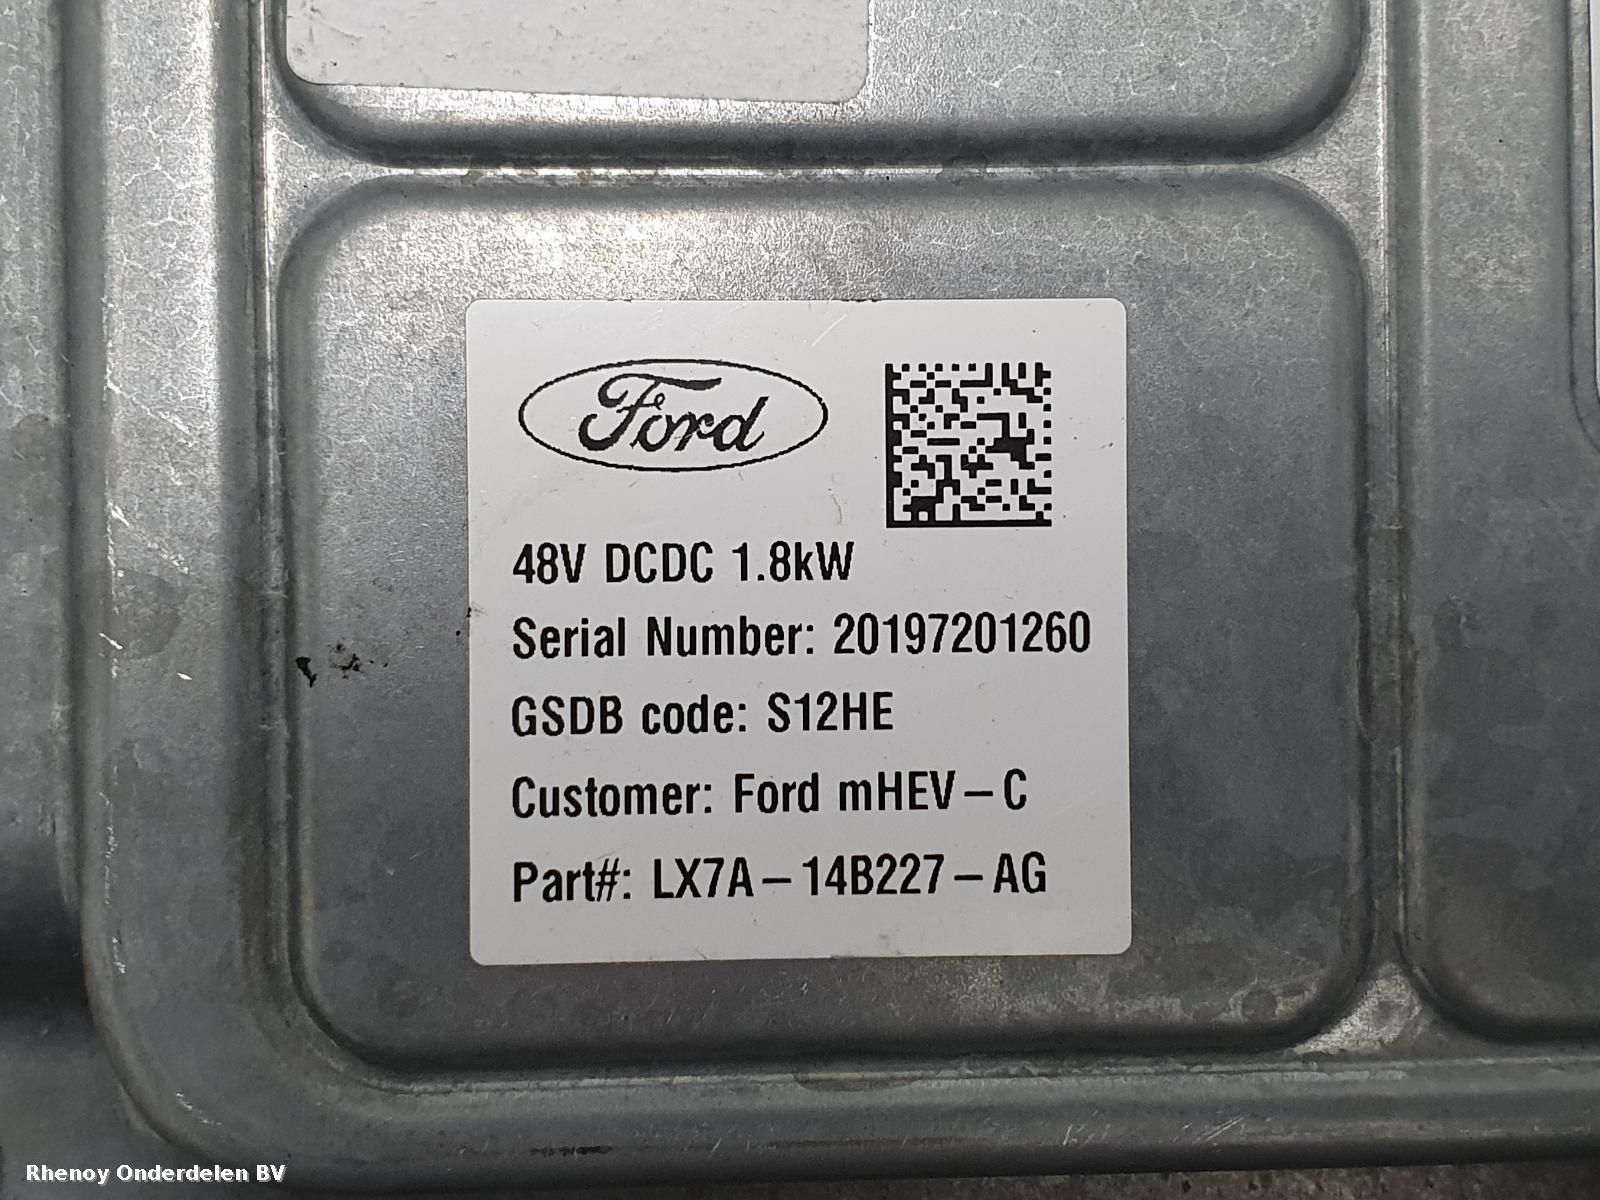 Ford
48V DCDC 1.8kW
Serial Number: 20197201260
GSDB code: S12HE
Customer: Ford mHEV-C
Part#: LX7A-14B227-AG
Rhenoy Onderdelen BV